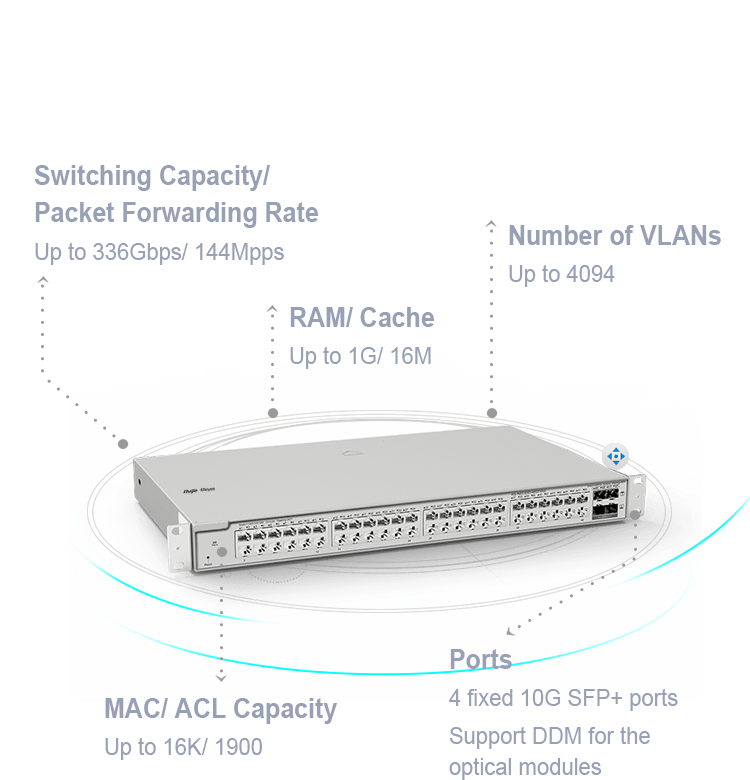 Switching Capacity/
Packet Forwarding Rate
Up to 336Gbps/ 144Mpps
Number of VLANs
Up to 4094
RAM/ Cache
Up to 1G/ 16M
Ruijie Reyee
MAC/ ACL Capacity
Up to 16K/ 1900
Ports
4 fixed 10G SFP+ ports
Support DDM for the
optical modules